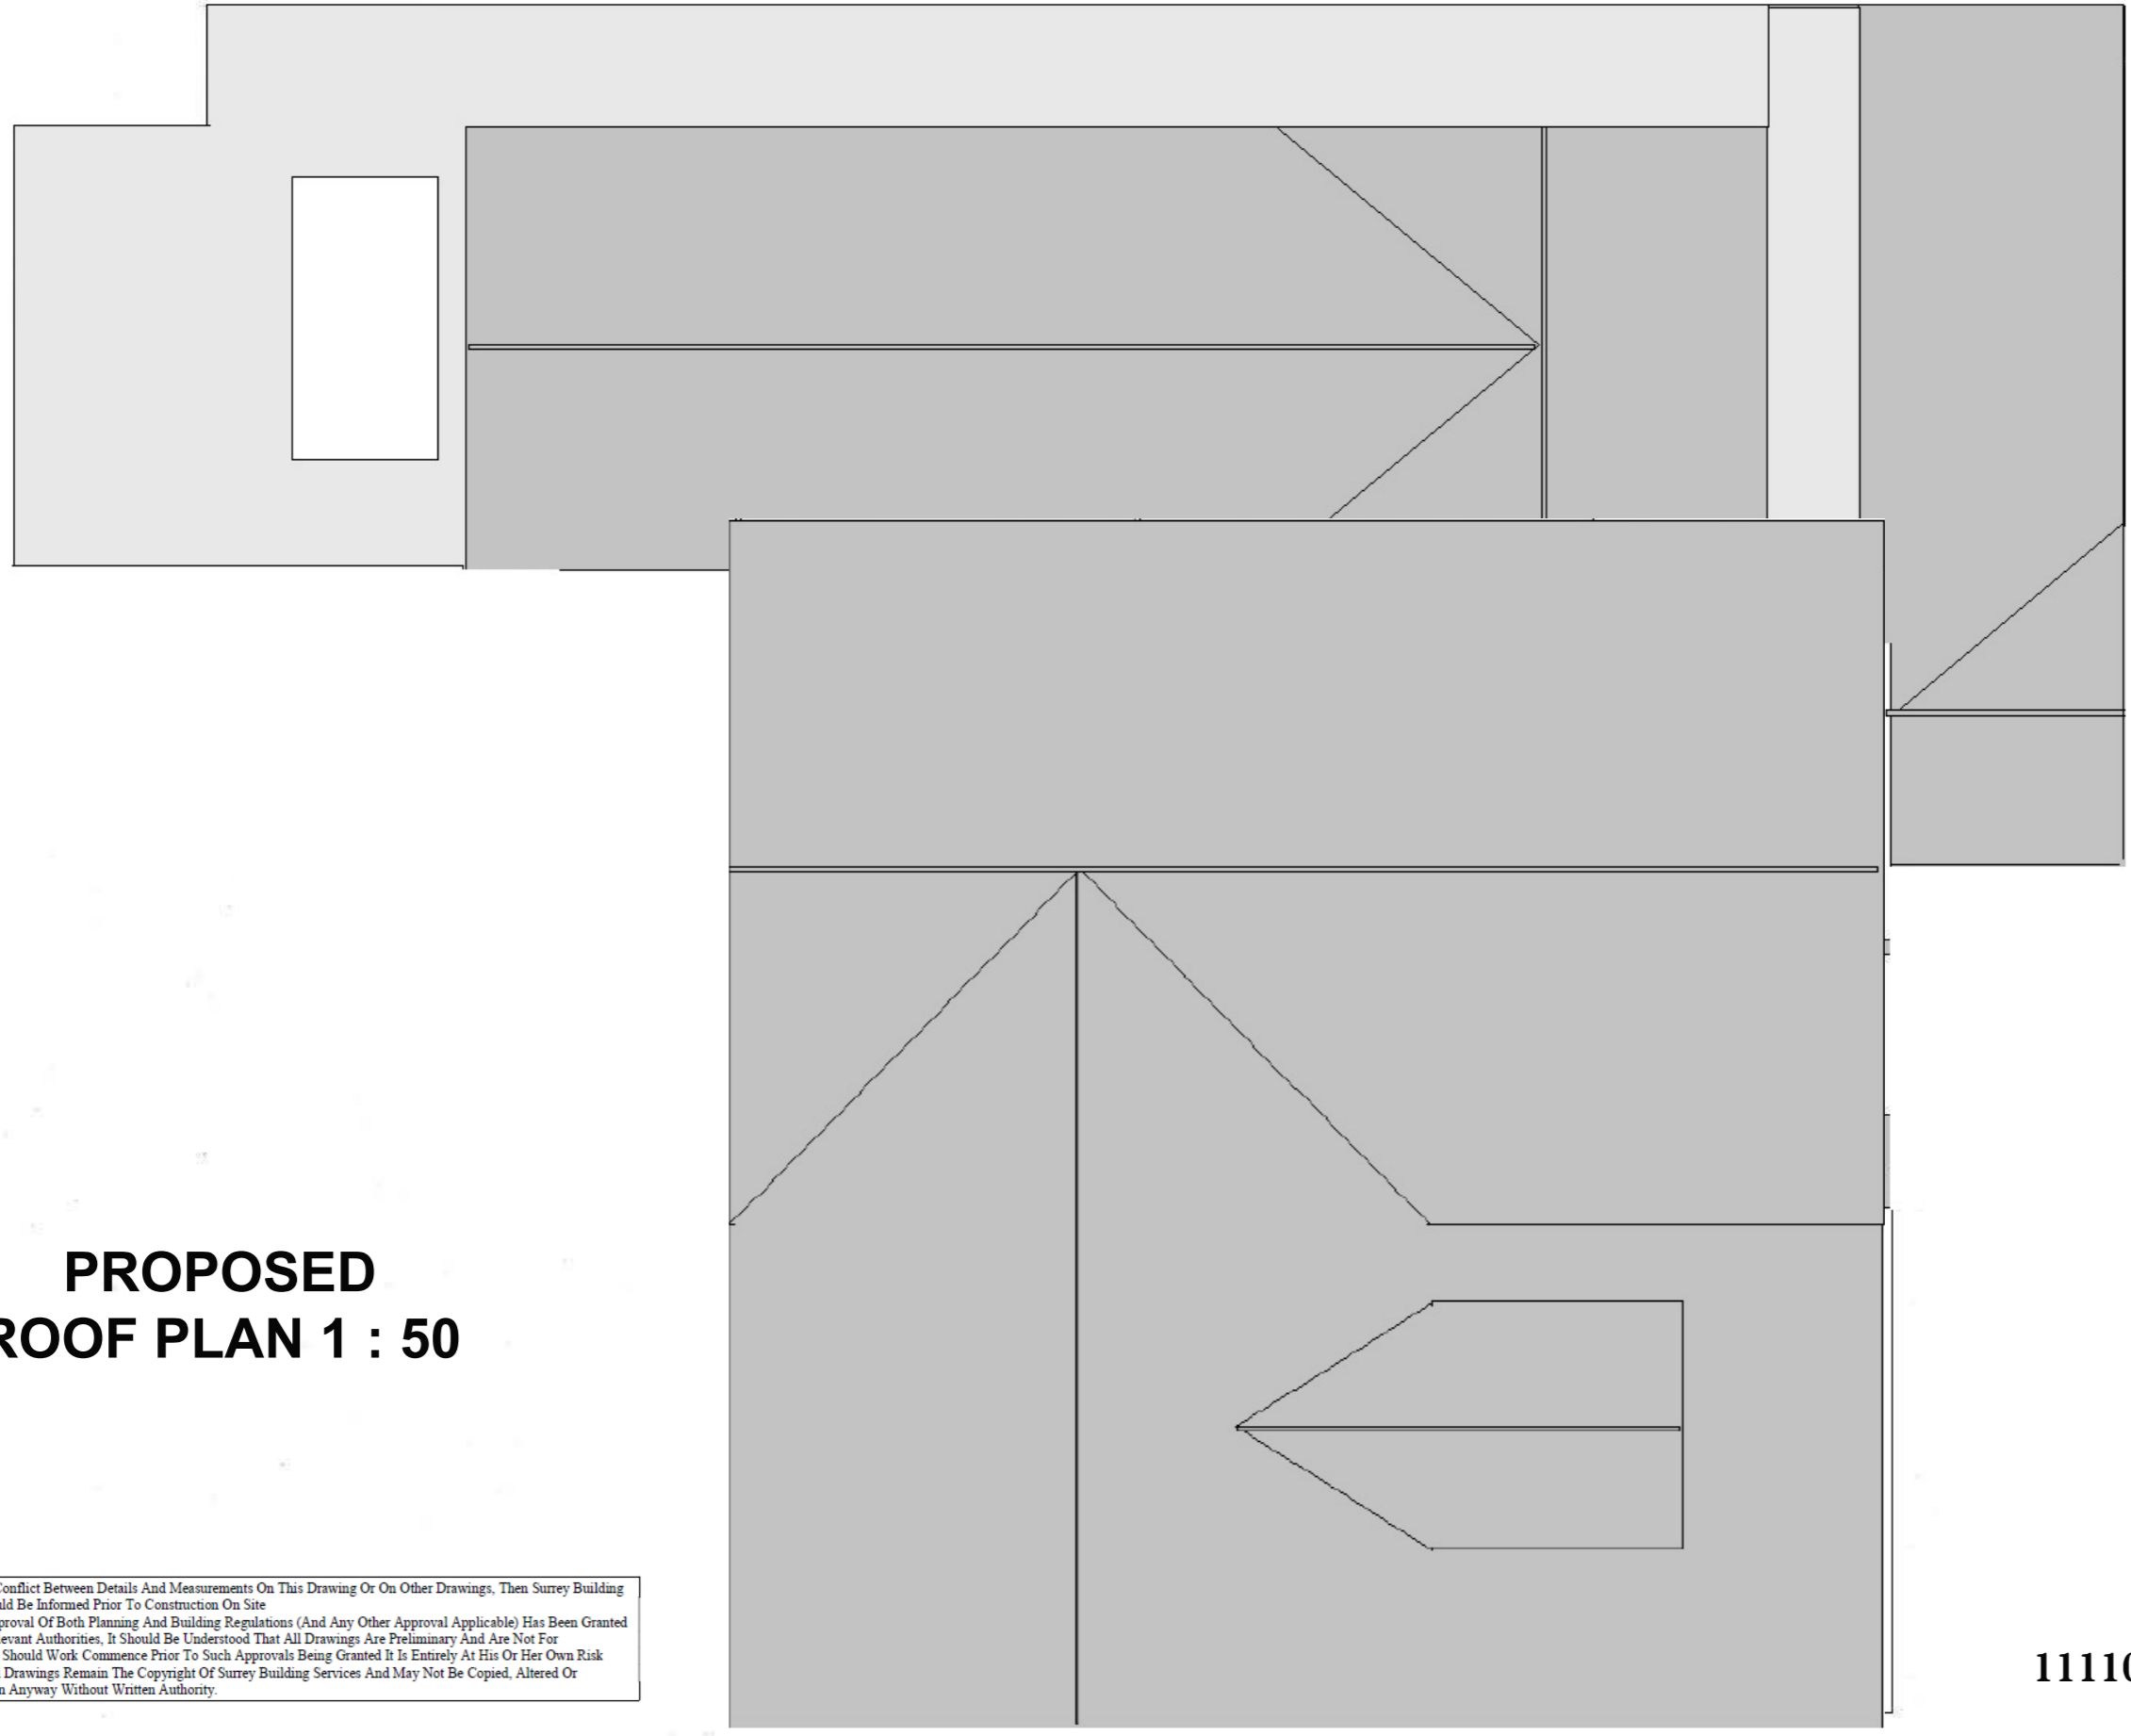 PROPOSED
ROOF PLAN 1 : 50
Conflict Between Details And Measurements On This Drawing Or On Other Drawings, Then Surrey Building
uld Be Informed Prior To Construction On Site
proval Of Both Planning And Building Regulations (And Any Other Approval Applicable) Has Been Granted
levant Authorities, It Should Be Understood That All Drawings Are Preliminary And Are Not For
Should Work Commence Prior To Such Approvals Being Granted It Is Entirely At His Or Her Own Risk
Drawings Remain The Copyright Of Surrey Building Services And May Not Be Copied, Altered Or
n Anyway Without Written Authority.
11110